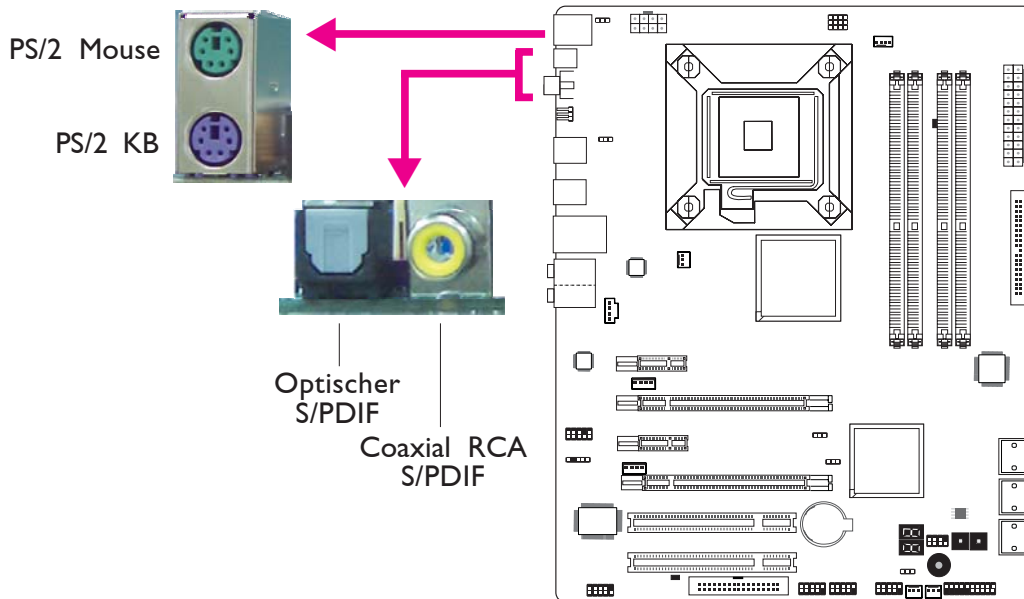 PS/2 Mouse
PS/2 KB
Optischer
S/PDIF
Coaxial RCA
S/PDIF